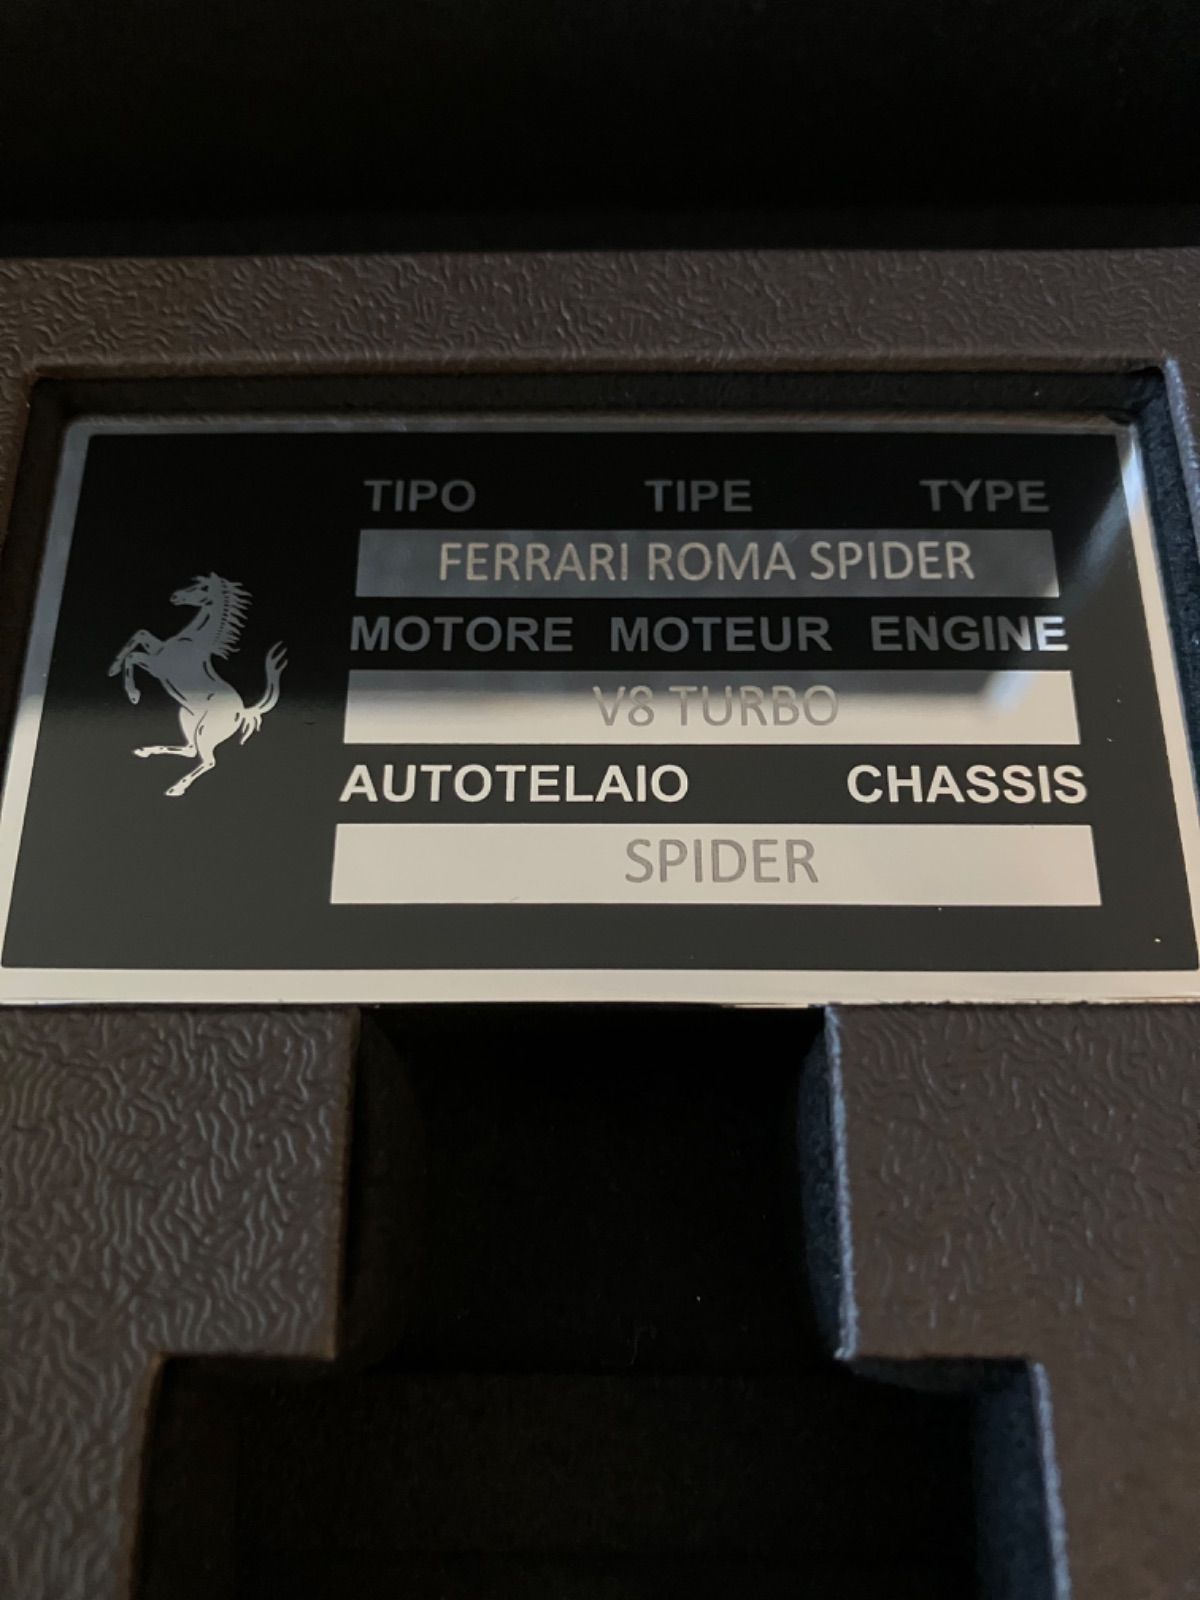 TIPO TIPE TYPE
FERRARI ROMA SPIDER
MOTORE MOTEUR ENGINE
V8 TURBO
AUTOTELAIO CHASSIS
SPIDER